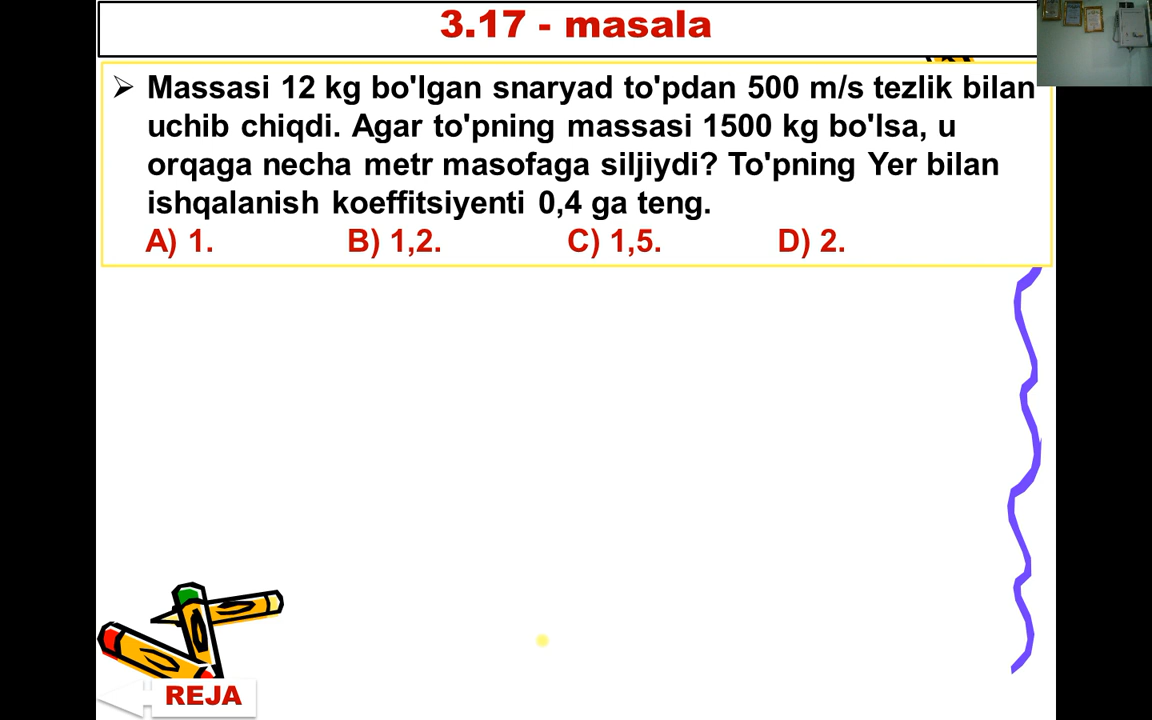 3.17 - masala
➢ Massasi 12 kg bo'lgan snaryad to'pdan 500 m/s tezlik bilan
uchib chiqdi. Agar to'pning massasi 1500 kg bo'lsa, u
orqaga necha metr masofaga siljiydi? To'pning Yer bilan
ishqalanish koeffitsiyenti 0,4 ga teng.
A) 1. B) 1,2. C) 1,5. D) 2.
REJA